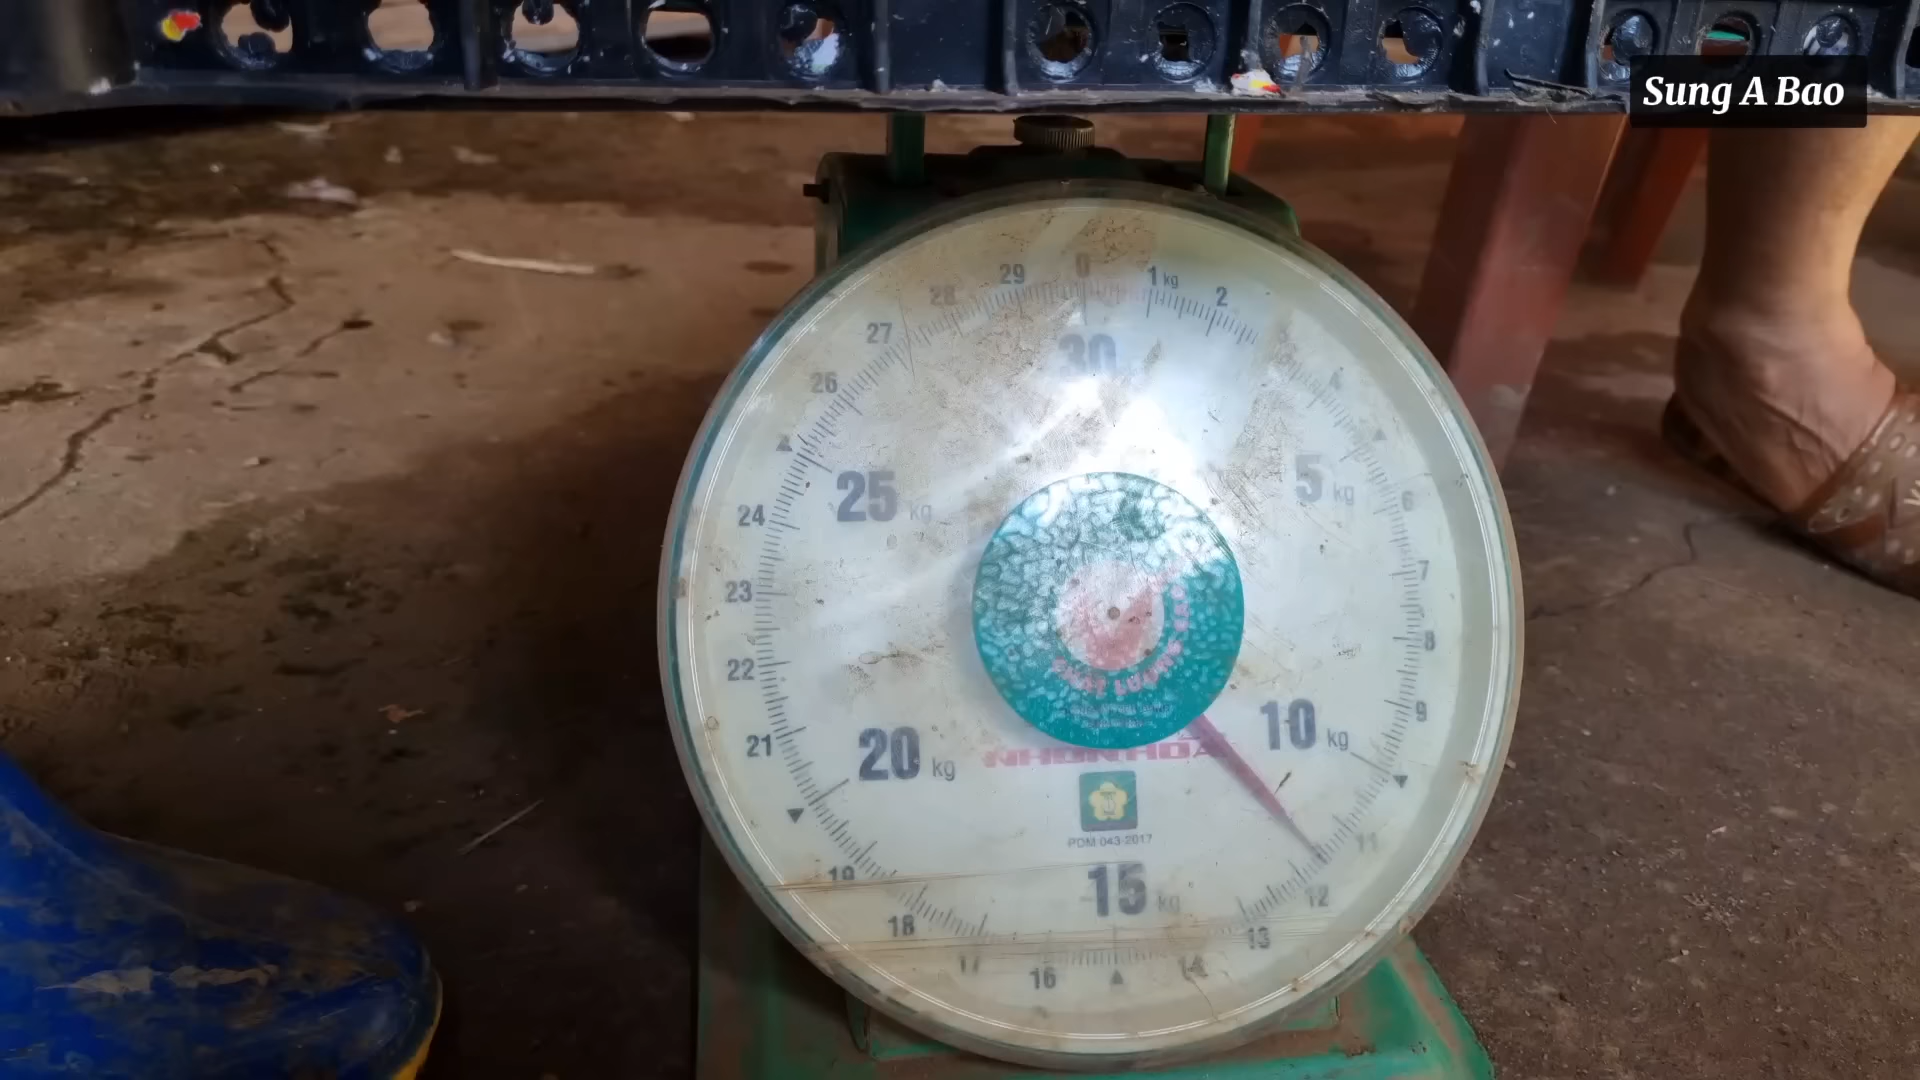 Sung A Bao
29 0 1 kg 2
28
27
30
26
4
25 kg
5 kg
6
24
7
23
8
22
9
21
20 kg
10 kg
NHONHOA
11
PDM 043-2017
15 kg
19
12
18
13
17 16 14